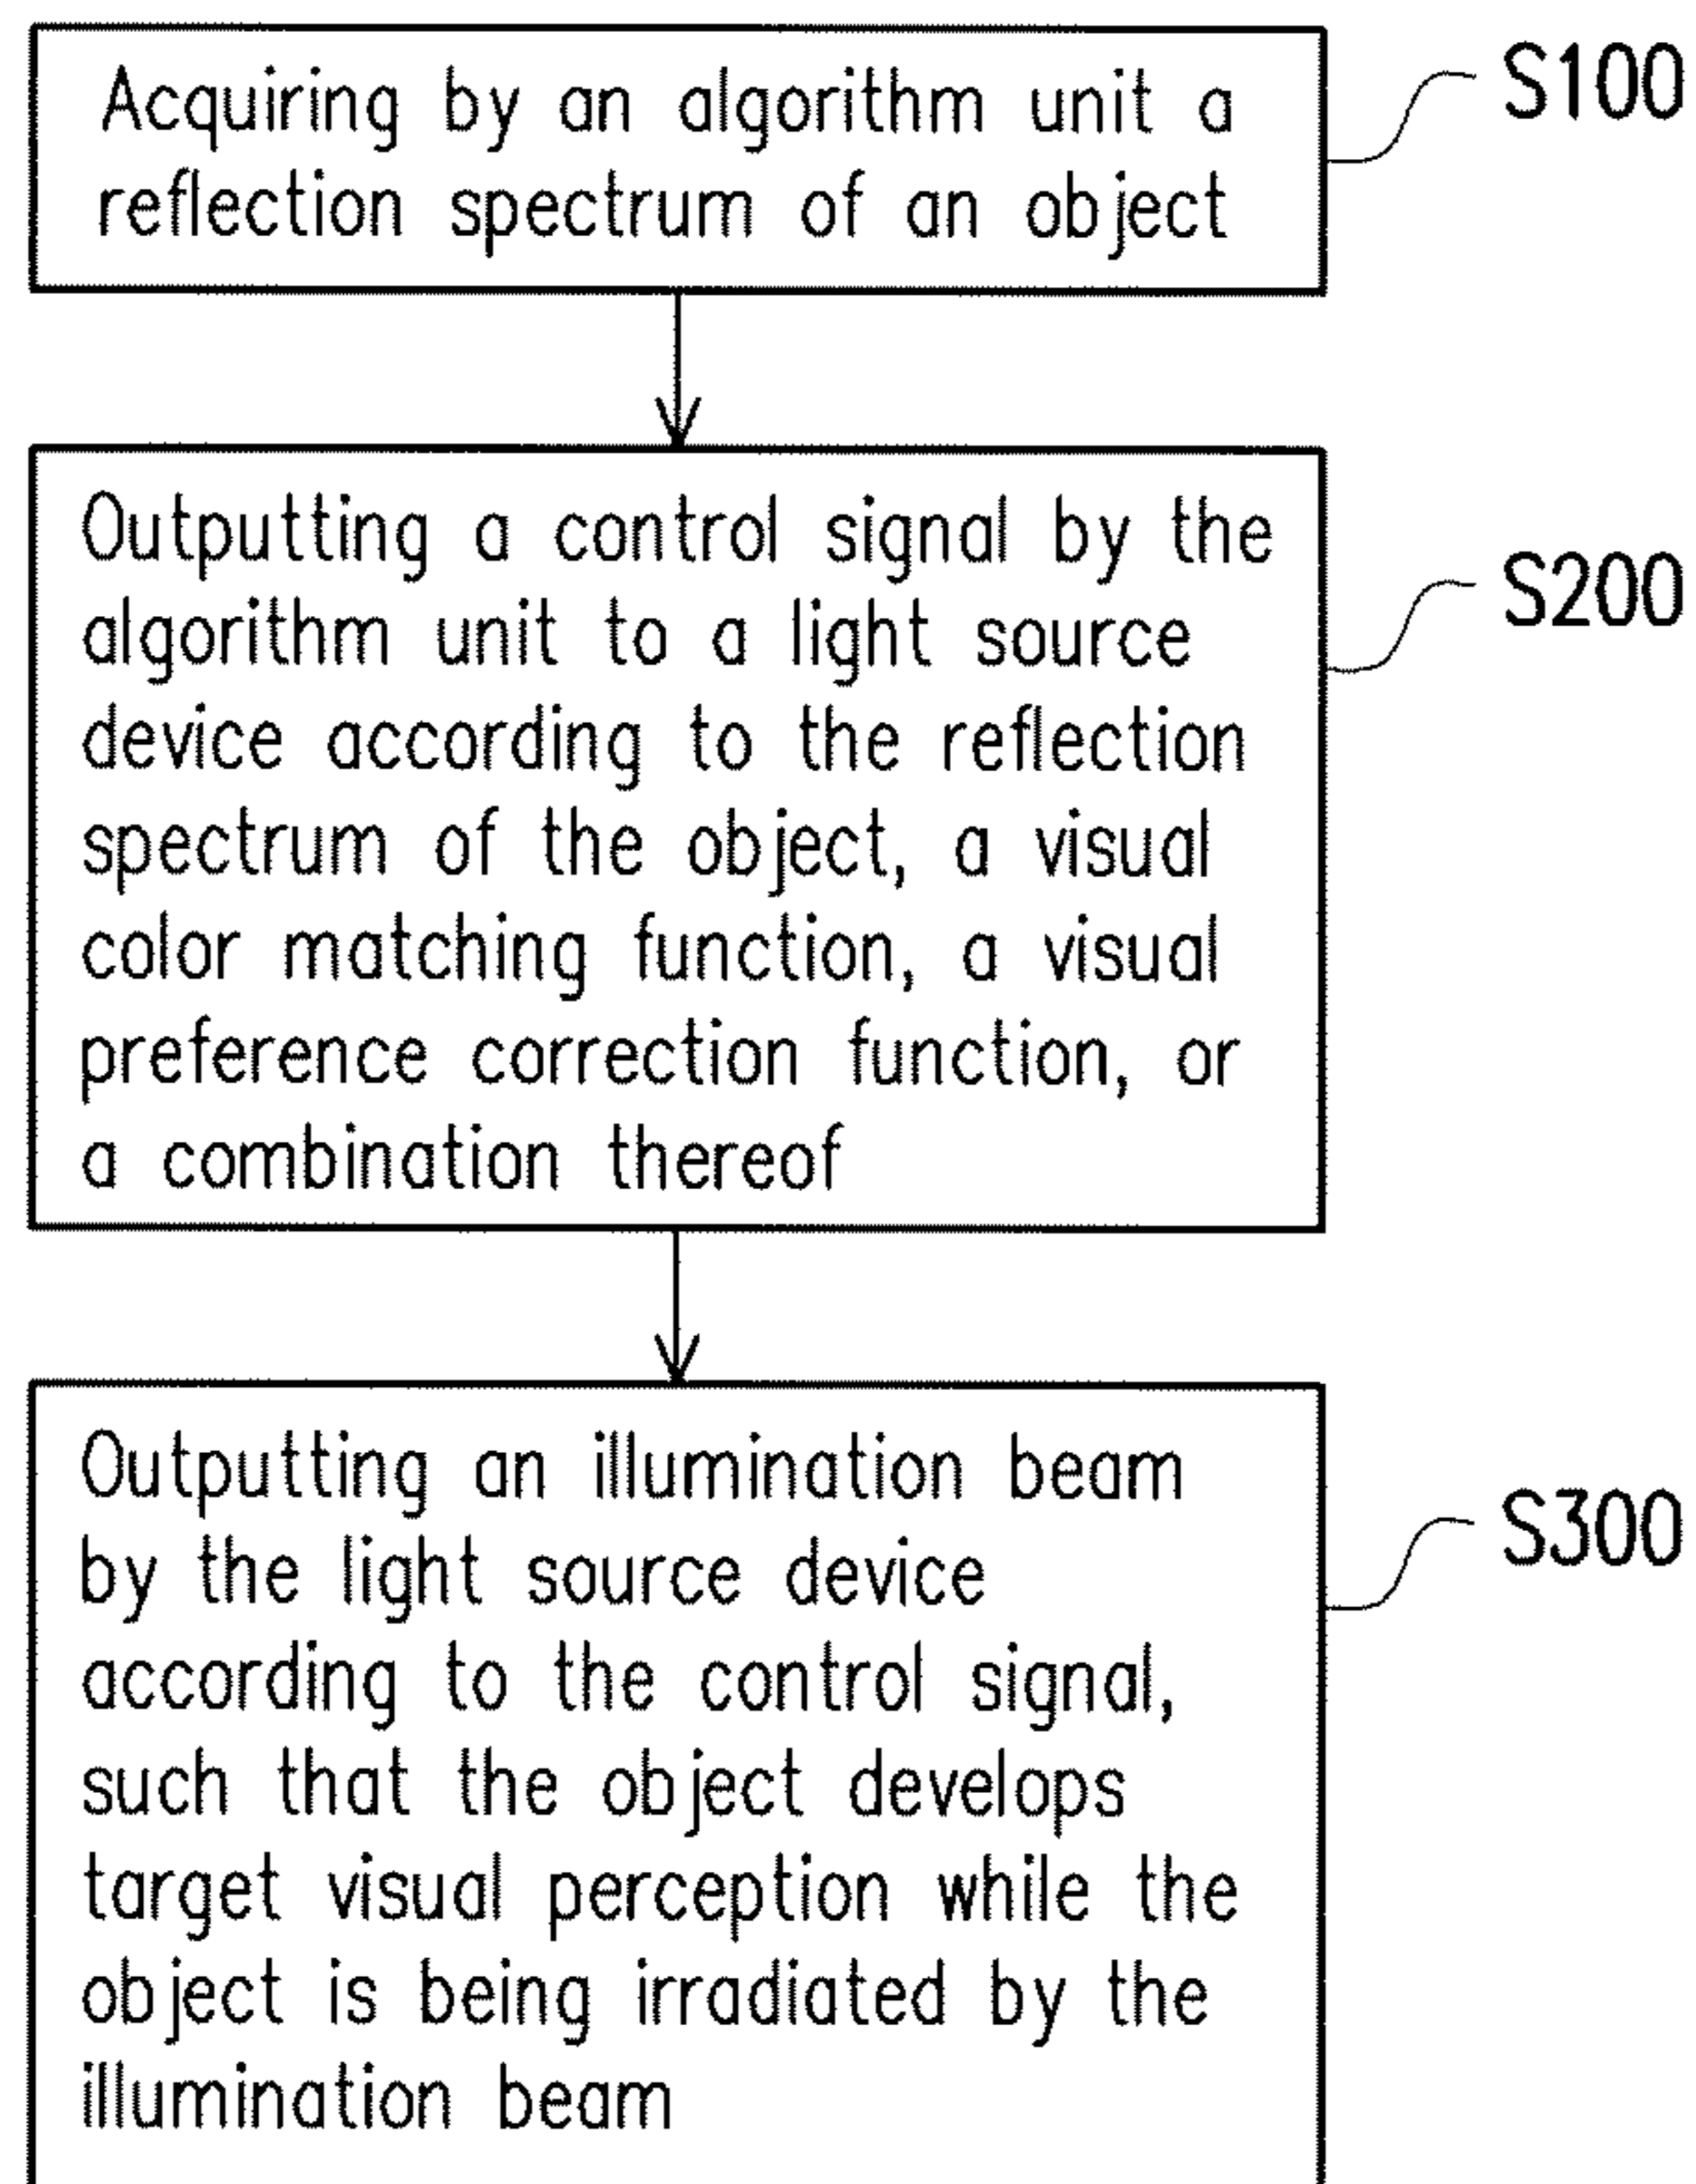 Acquiring by an algorithm unit a
reflection spectrum of an object
S100
Outputting a control signal by the
algorithm unit to a light source
device according to the reflection
spectrum of the object, a visual
color matching function, a visual
preference correction function, or
a combination thereof
S200
Outputting an illumination beam
by the light source device
according to the control signal,
such that the object develops
target visual perception while the
object is being irradiated by the
illumination beam
S300